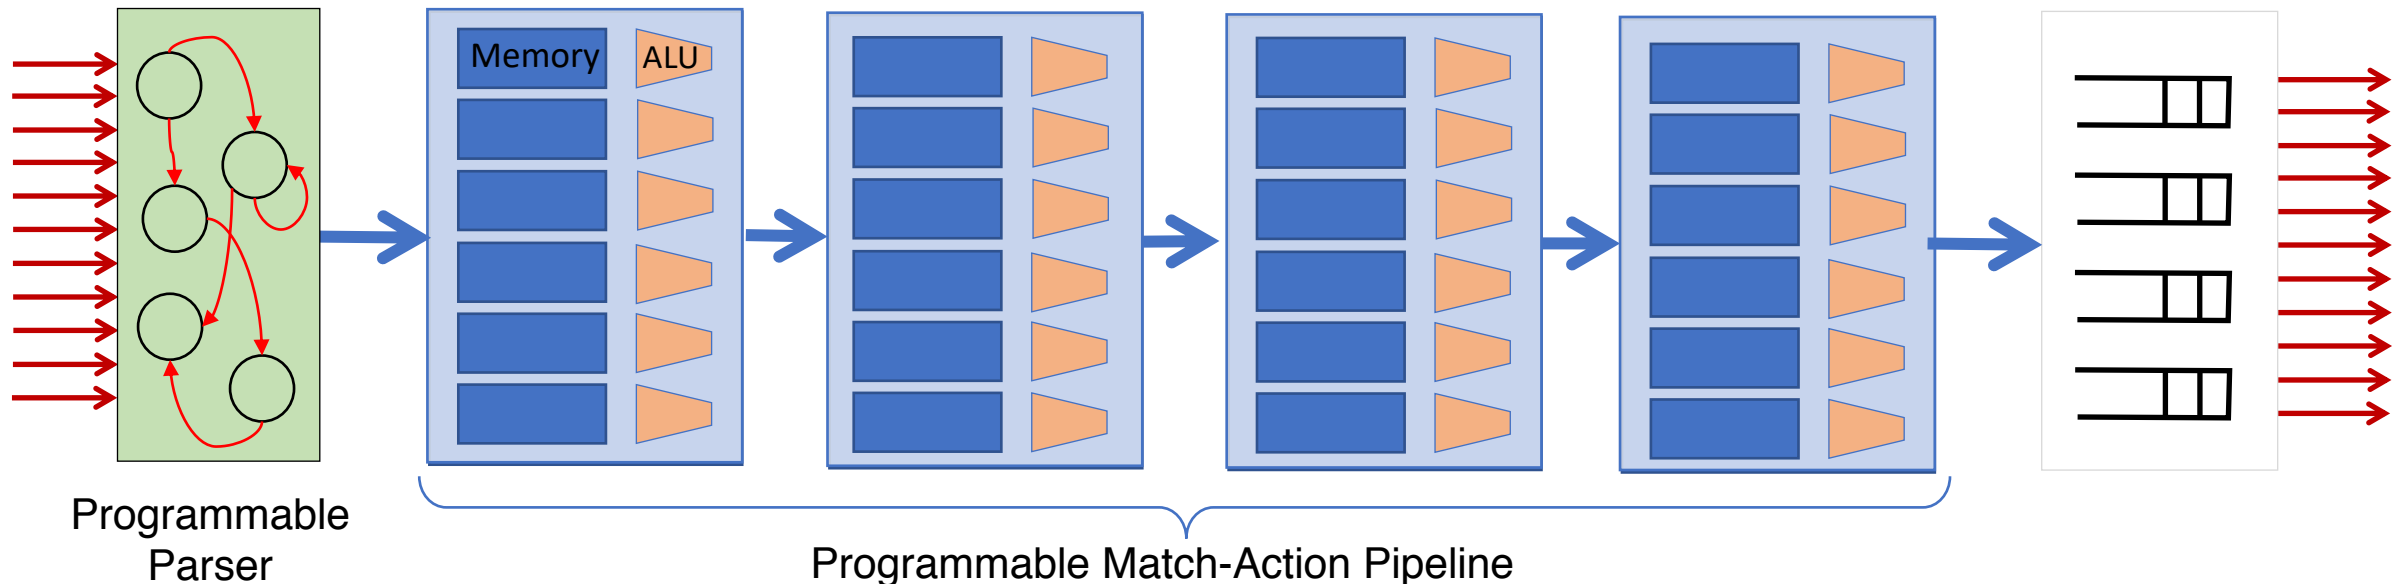 Memory
ALU
Programmable
Parser
Programmable Match-Action Pipeline